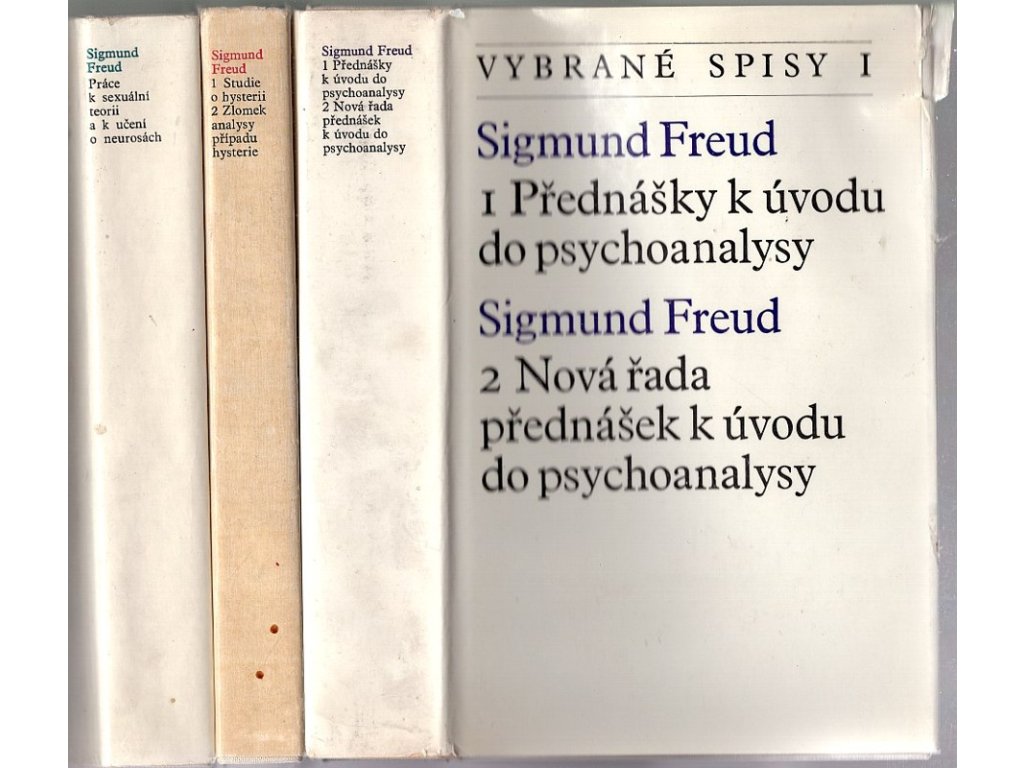 Sigmund
Freud
Práce
k sexuální
teorii
a k učení
o neurosách
Sigmund
Freud
1 Studie
o hysterii
2 Zlomek
analysy
případu
hysterie
Sigmund Freud
1 Přednášky
k úvodu do
psychoanalysy
2 Nová řada
přednášek
k úvodu do
psychoanalysy
VYBRANÉ SPISY I
Sigmund Freud
1 Přednášky k úvodu
do psychoanalysy
Sigmund Freud
2 Nová řada
přednášek k úvodu
do psychoanalysy